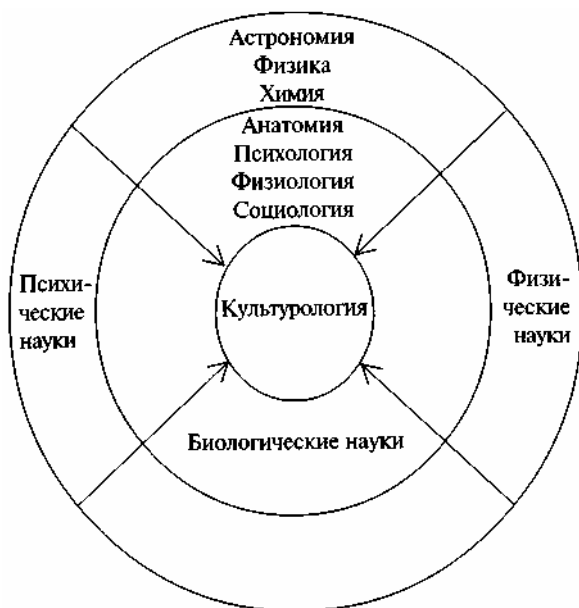 Астрономия
Физика
Химия
Анатомия
Психология
Физиология
Социология
Психи-
ческие
науки
Культурология
Физи-
ческие
науки
Биологические науки